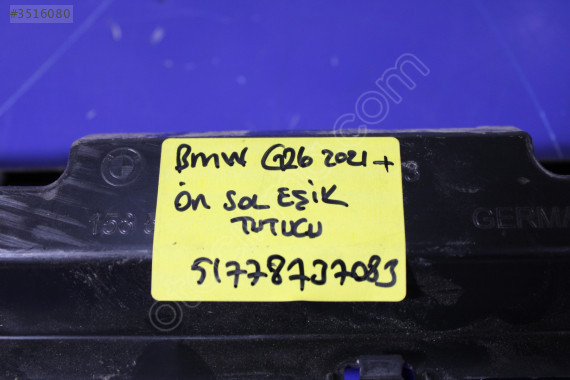 #3516080
BMW G26 2021+
ÖN SOL EŞİK
TUTUCU
51778737083
GERM